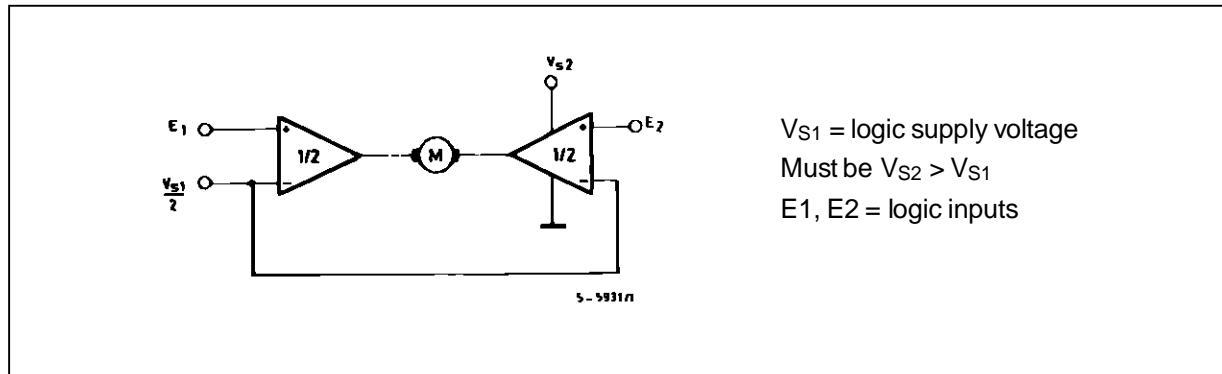 Vs2
E1
+
1/2
M
1/2
+
E2
Vs1
2
-
-
5-5931/1
VS1 = logic supply voltage
Must be VS2 > VS1
E1, E2 = logic inputs